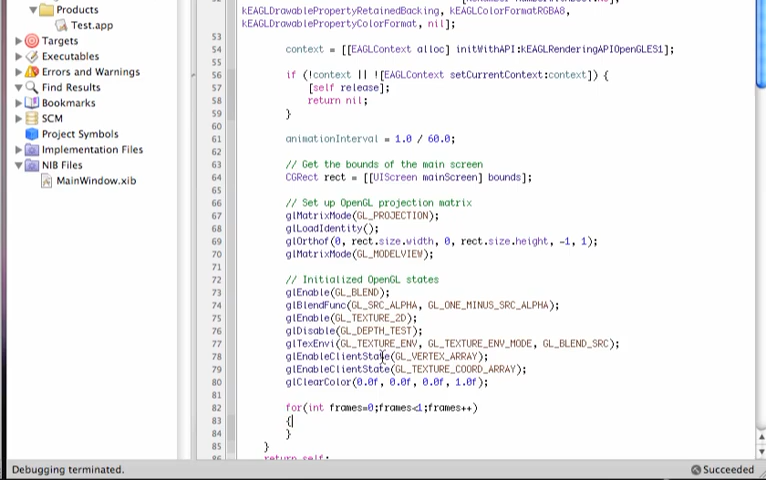 Products
Test.app
Targets
Executables
Errors and Warnings
Find Results
Bookmarks
SCM
Project Symbols
Implementation Files
NIB Files
MainWindow.xib
kEAGLDrawablePropertyRetainedBacking, kEAGLColorFormatRGBA8,
kEAGLDrawablePropertyColorFormat, nil];
53
54 context = [[EAGLContext alloc] initWithAPI:kEAGLRenderingAPIOpenGLES1];
55
56 if (!context || ![EAGLContext setCurrentContext:context]) {
57 [self release];
58 return nil;
59 }
60
61 animationInterval = 1.0 / 60.0;
62
63 // Get the bounds of the main screen
64 CGRect rect = [[UIScreen mainScreen] bounds];
65
66 // Set up OpenGL projection matrix
67 glMatrixMode(GL_PROJECTION);
68 glLoadIdentity();
69 glOrthof(0, rect.size.width, 0, rect.size.height, -1, 1);
70 glMatrixMode(GL_MODELVIEW);
71
72 // Initialized OpenGL states
73 glEnable(GL_BLEND);
74 glBlendFunc(GL_SRC_ALPHA, GL_ONE_MINUS_SRC_ALPHA);
75 glEnable(GL_TEXTURE_2D);
76 glDisable(GL_DEPTH_TEST);
77 glTexEnvi(GL_TEXTURE_ENV, GL_TEXTURE_ENV_MODE, GL_BLEND_SRC);
78 glEnableClientState(GL_VERTEX_ARRAY);
79 glEnableClientState(GL_TEXTURE_COORD_ARRAY);
80 glClearColor(0.0f, 0.0f, 0.0f, 1.0f);
81
82 for(int frames=0;frames<1;frames++)
83 {
84 }
85 }
86 return self;
Debugging terminated.
Succeeded